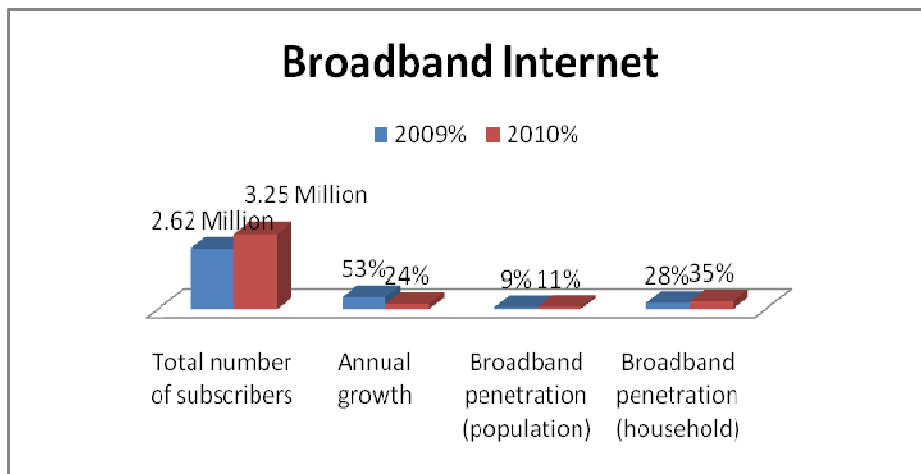 Broadband Internet
2009% 2010%
3.25 Million
2.62 Million
53% 24% 9% 11% 28% 35%
Total number
of subscribers
Annual
growth
Broadband
penetration
(population)
Broadband
penetration
(household)